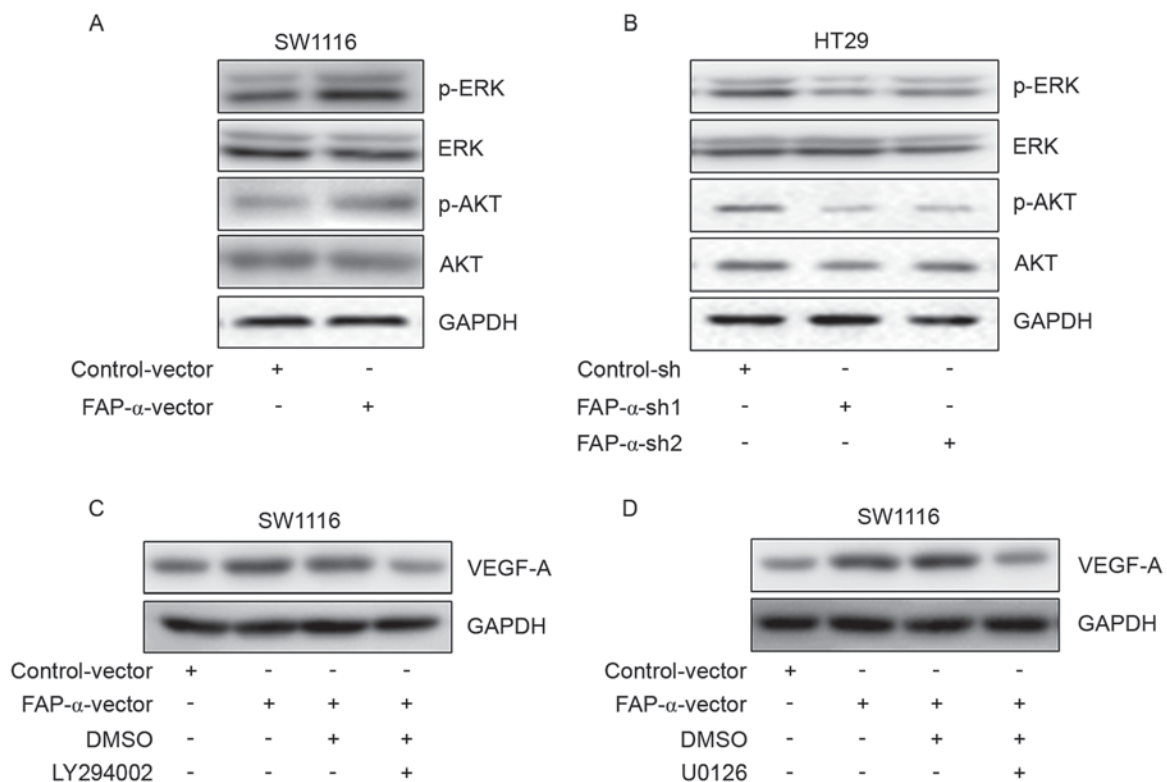 A
SW1116
p-ERK
ERK
p-AKT
AKT
GAPDH
Control-vector + -
FAP-α-vector - +
B
HT29
p-ERK
ERK
p-AKT
AKT
GAPDH
Control-sh + - -
FAP-α-sh1 - + -
FAP-α-sh2 - - +
C
SW1116
VEGF-A
GAPDH
Control-vector + - - -
FAP-α-vector - + + +
DMSO - - + +
LY294002 - - - +
D
SW1116
VEGF-A
GAPDH
Control-vector + - - -
FAP-α-vector - + + +
DMSO - - + +
U0126 - - - +